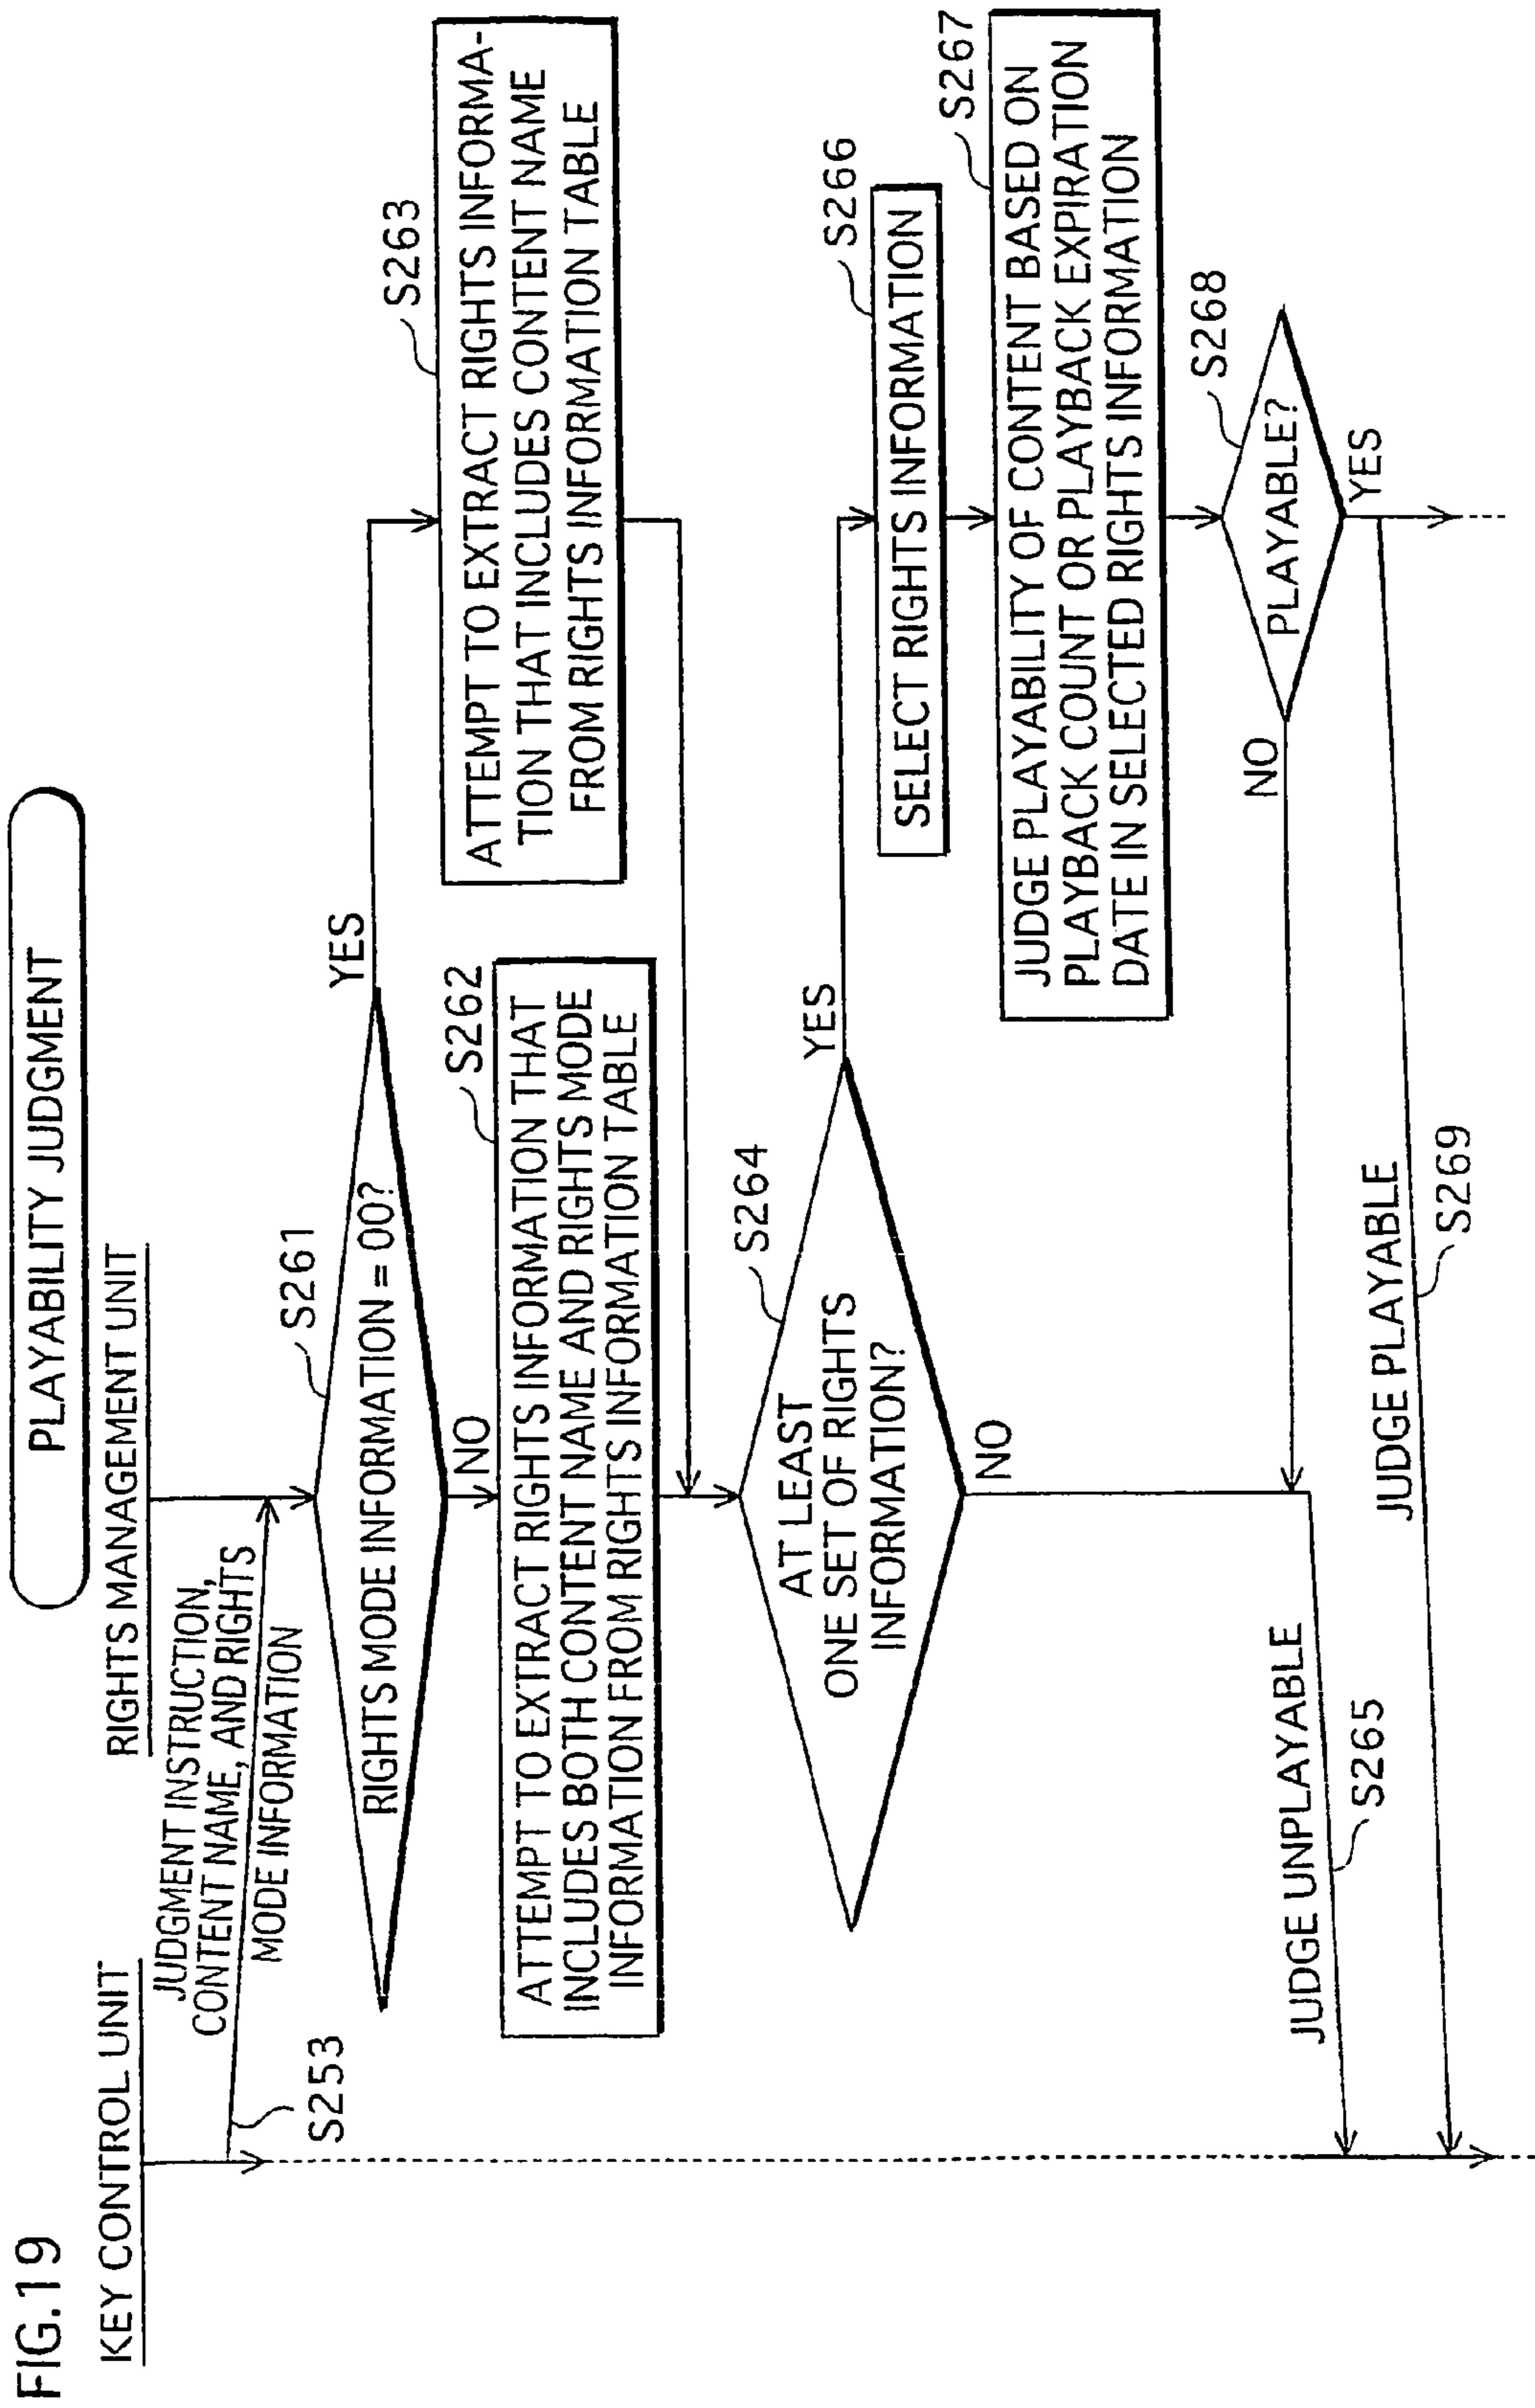 FIG.19
PLAYABILITY JUDGMENT
KEY CONTROL UNIT
RIGHTS MANAGEMENT UNIT
JUDGMENT INSTRUCTION,
CONTENT NAME, AND RIGHTS
MODE INFORMATION
S253
S261
RIGHTS MODE INFORMATION = 00?
YES
NO
S262
ATTEMPT TO EXTRACT RIGHTS INFORMATION THAT
INCLUDES BOTH CONTENT NAME AND RIGHTS MODE
INFORMATION FROM RIGHTS INFORMATION TABLE
S263
ATTEMPT TO EXTRACT RIGHTS INFORMA-
TION THAT INCLUDES CONTENT NAME
FROM RIGHTS INFORMATION TABLE
S264
AT LEAST
ONE SET OF RIGHTS
INFORMATION?
YES
NO
S266
SELECT RIGHTS INFORMATION
S267
JUDGE PLAYABILITY OF CONTENT BASED ON
PLAYBACK COUNT OR PLAYBACK EXPIRATION
DATE IN SELECTED RIGHTS INFORMATION
S268
PLAYABLE?
NO
YES
JUDGE UNPLAYABLE
S265
JUDGE PLAYABLE
S269